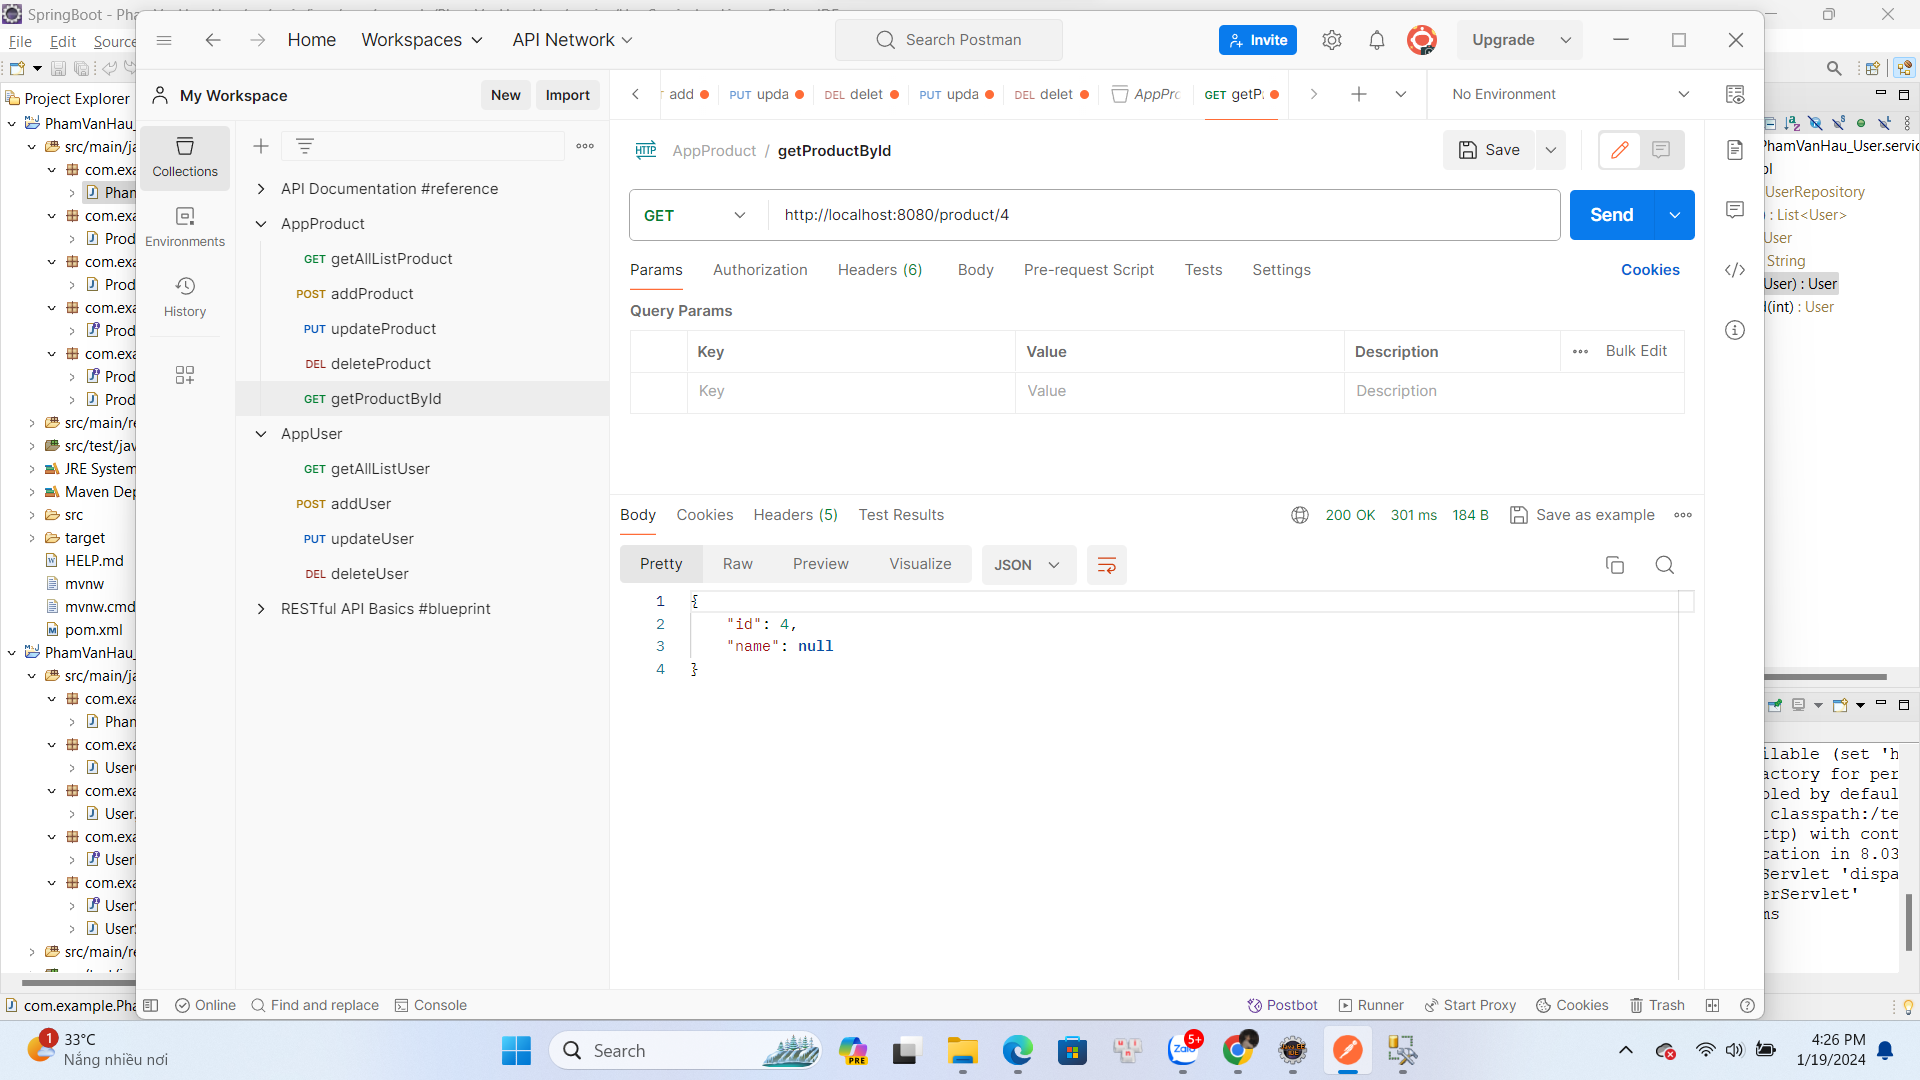 SpringBoot - Pha
File Edit Source
Home Workspaces API Network Search Postman Invite Upgrade
Project Explorer
PhamVanHau_
src/main/ja
com.exa
Phan
com.exa
Prod
com.exa
Prod
com.exa
Prod
com.exa
Prod
Prod
src/main/re
src/test/jav
JRE System
Maven Dep
src
target
HELP.md
mvnw
mvnw.cmd
pom.xml
PhamVanHau_
src/main/ja
com.exa
Phan
com.exa
User
com.exa
User.
com.exa
UserI
com.exa
User
User
src/main/re
com.example.Pha
My Workspace New Import
Collections
Environments
History
API Documentation #reference
AppProduct
GET getAllListProduct
POST addProduct
PUT updateProduct
DEL deleteProduct
GET getProductById
AppUser
GET getAllListUser
POST addUser
PUT updateUser
DEL deleteUser
RESTful API Basics #blueprint
add PUT upda DEL delet PUT upda DEL delet AppPro GET getP No Environment
HTTP AppProduct / getProductById Save
GET http://localhost:8080/product/4 Send
Params Authorization Headers (6) Body Pre-request Script Tests Settings Cookies
Query Params
Key Value Description Bulk Edit
Key Value Description
Body Cookies Headers (5) Test Results 200 OK 301 ms 184 B Save as example
Pretty Raw Preview Visualize JSON
1 {
2 "id": 4,
3 "name": null
4 }
PhamVanHau_User.servic
ol
UserRepository
) : List<User>
User
String
User) : User
d(int) : User
ilable (set 'h
actory for per
oled by defaul
classpath:/te
ttp) with cont
cation in 8.03
Servlet 'dispa
erServlet'
ms
Online Find and replace Console Postbot Runner Start Proxy Cookies Trash
1 33°C
Nắng nhiều nơi
Search
PRE
Zalo 5+
4:26 PM
1/19/2024